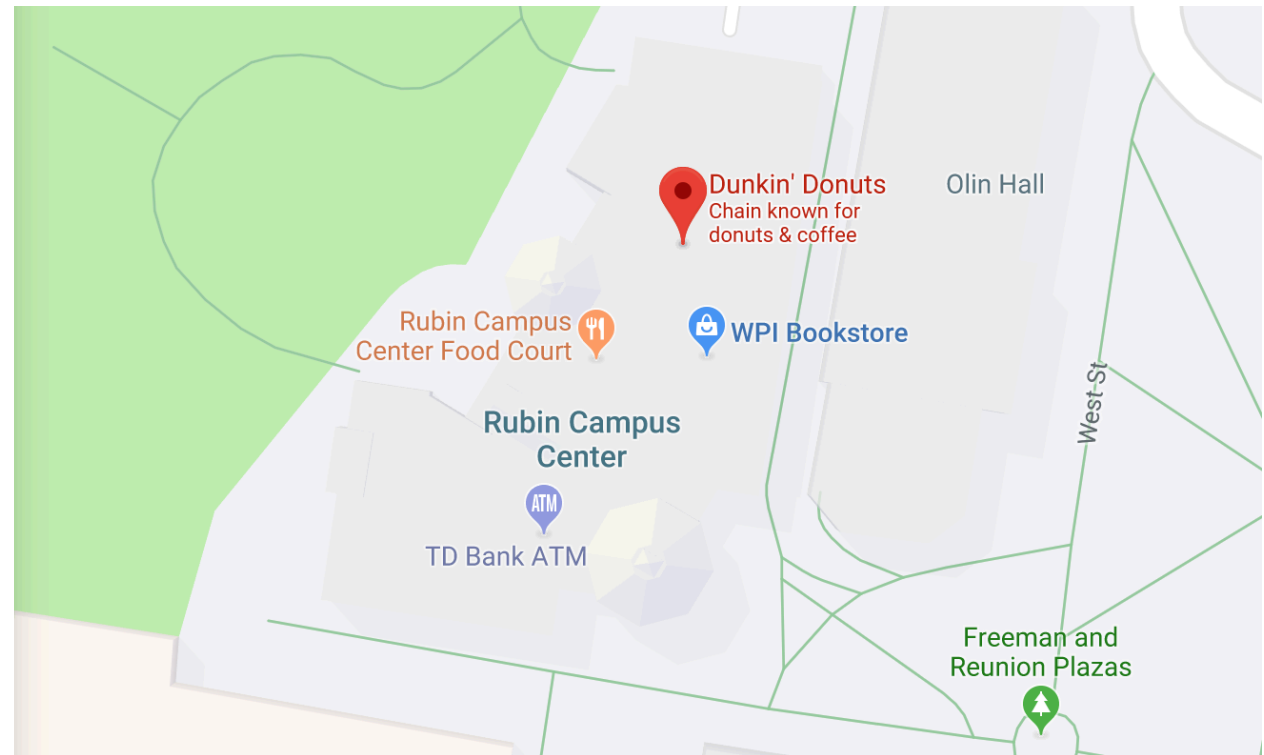 Dunkin' Donuts
Chain known for
donuts & coffee
Olin Hall
Rubin Campus
Center Food Court
WPI Bookstore
West St
Rubin Campus
Center
ATM
TD Bank ATM
Freeman and
Reunion Plazas